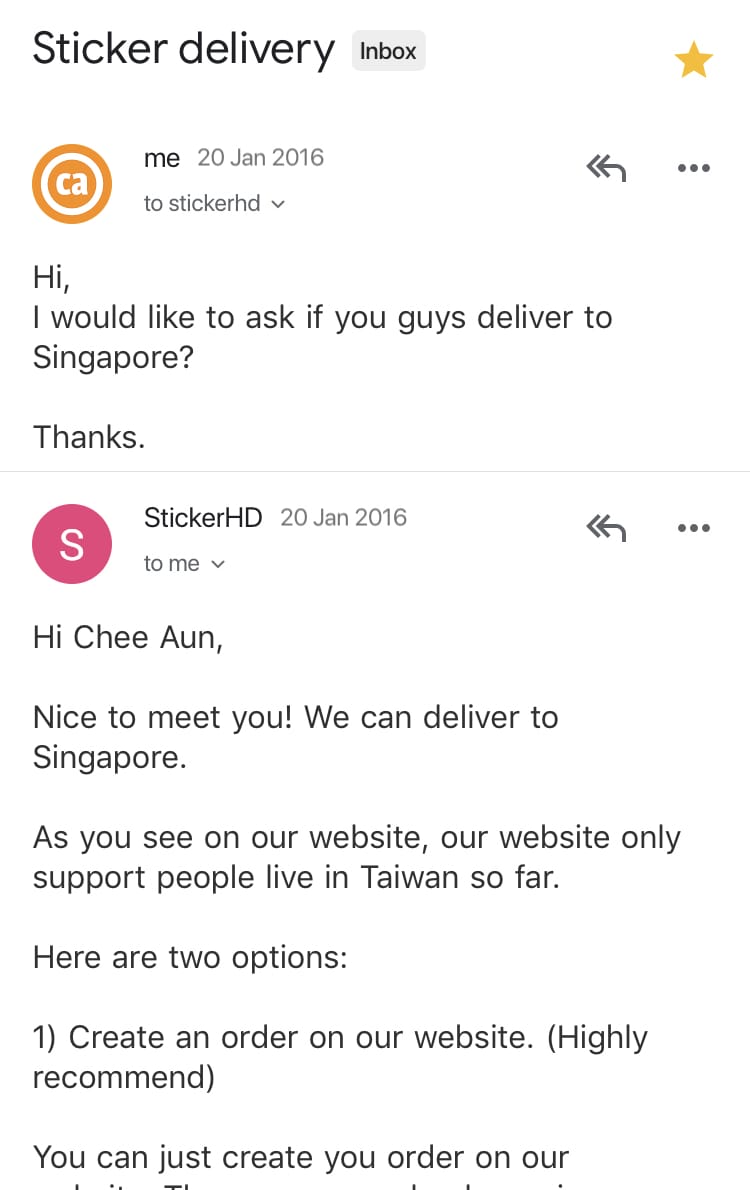 Sticker delivery Inbox
ca
me 20 Jan 2016
to stickerhd
Hi,
I would like to ask if you guys deliver to
Singapore?
Thanks.
S
StickerHD 20 Jan 2016
to me
Hi Chee Aun,
Nice to meet you! We can deliver to
Singapore.
As you see on our website, our website only
support people live in Taiwan so far.
Here are two options:
1) Create an order on our website. (Highly
recommend)
You can just create you order on our